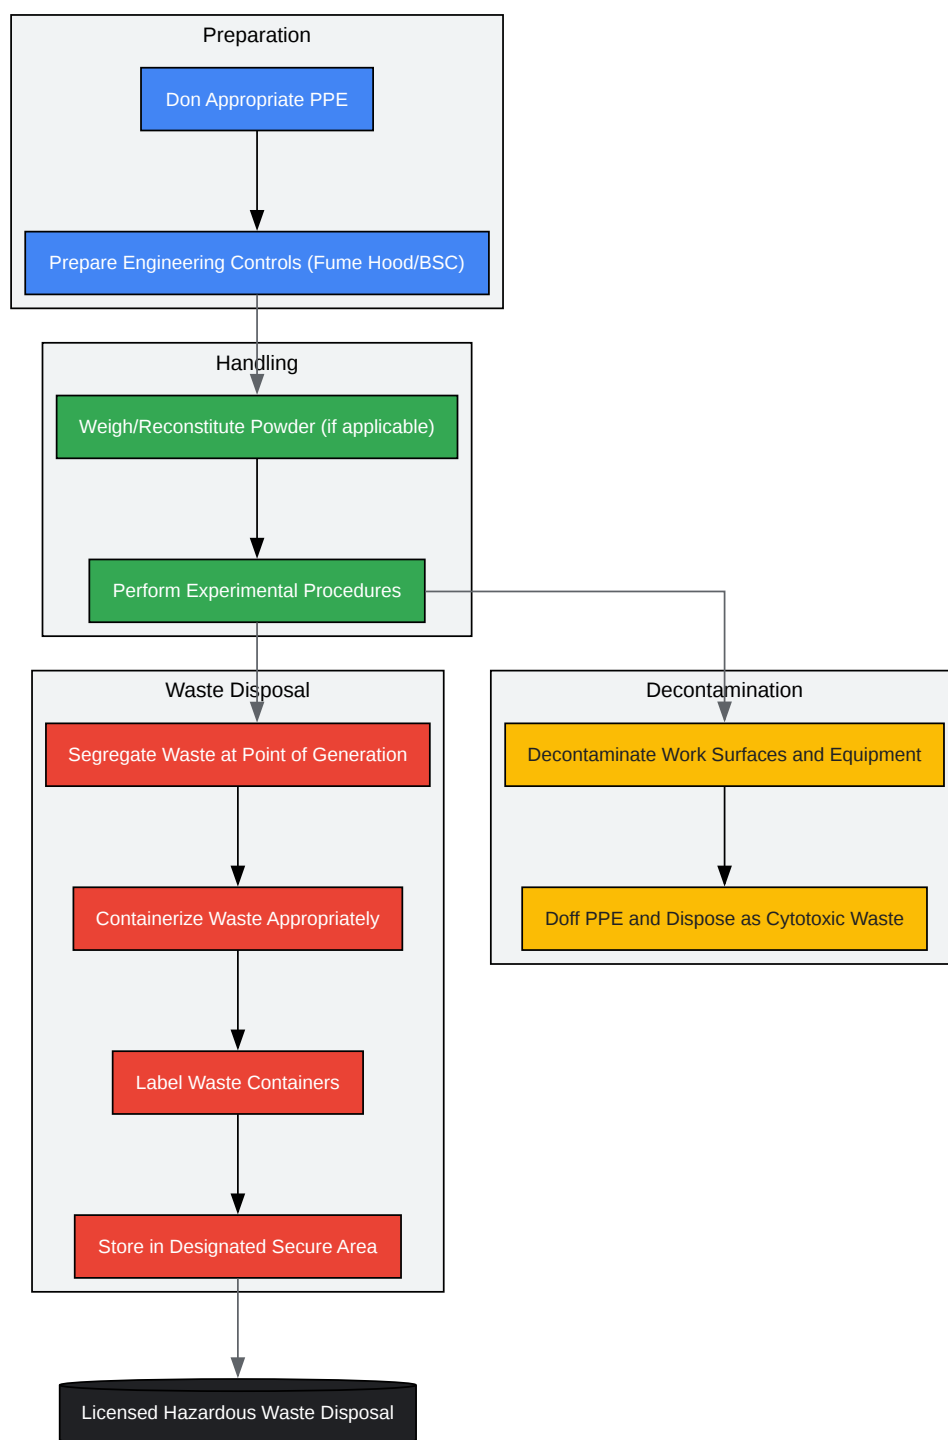 Preparation
Don Appropriate PPE
Prepare Engineering Controls (Fume Hood/BSC)
Handling
Weigh/Reconstitute Powder (if applicable)
Perform Experimental Procedures
Waste Disposal
Segregate Waste at Point of Generation
Containerize Waste Appropriately
Label Waste Containers
Store in Designated Secure Area
Licensed Hazardous Waste Disposal
Decontamination
Decontaminate Work Surfaces and Equipment
Doff PPE and Dispose as Cytotoxic Waste